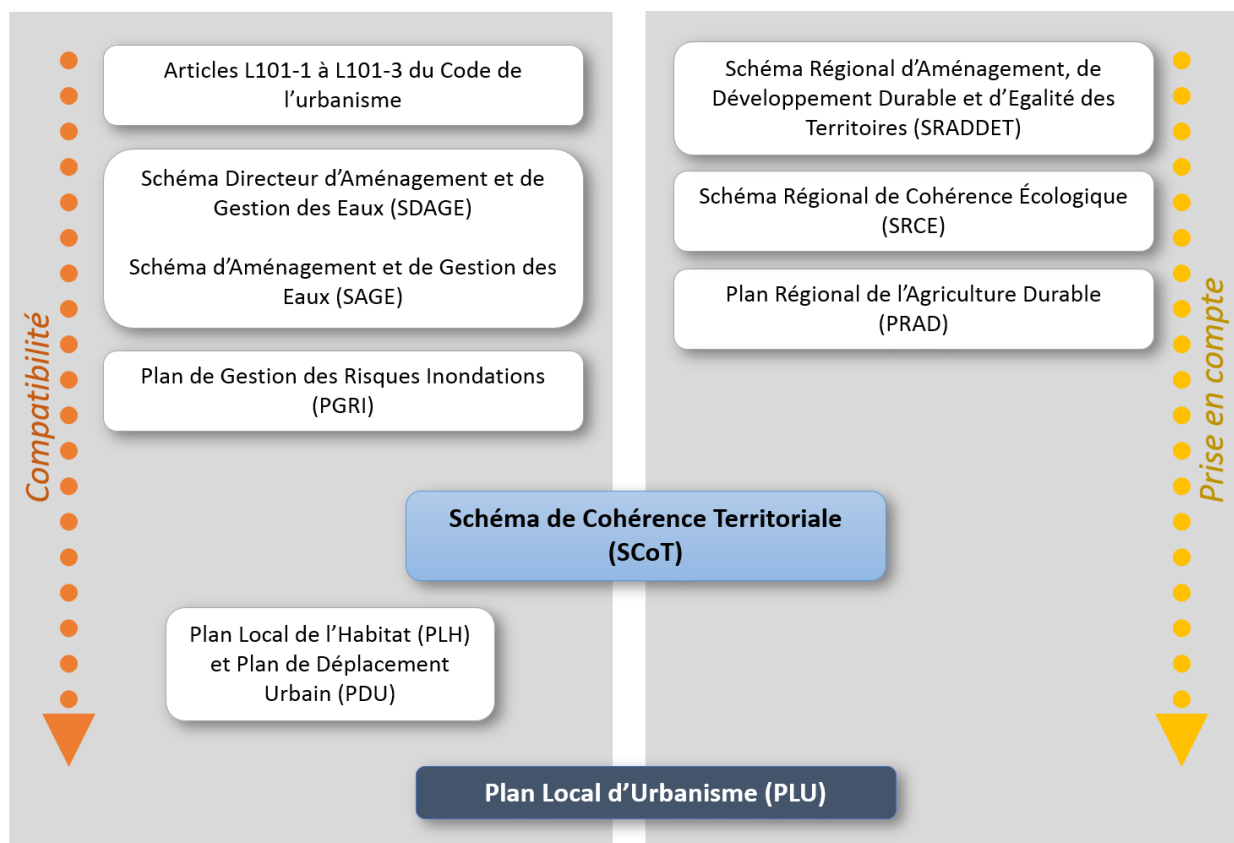 Compatibilité
Articles L101-1 à L101-3 du Code de
l’urbanisme
Schéma Directeur d’Aménagement et de
Gestion des Eaux (SDAGE)
Schéma d’Aménagement et de Gestion des
Eaux (SAGE)
Plan de Gestion des Risques Inondations
(PGRI)
Schéma Régional d’Aménagement, de
Développement Durable et d’Egalité des
Territoires (SRADDET)
Schéma Régional de Cohérence Écologique
(SRCE)
Plan Régional de l’Agriculture Durable
(PRAD)
Prise en compte
Schéma de Cohérence Territoriale
(SCoT)
Plan Local de l’Habitat (PLH)
et Plan de Déplacement
Urbain (PDU)
Plan Local d’Urbanisme (PLU)